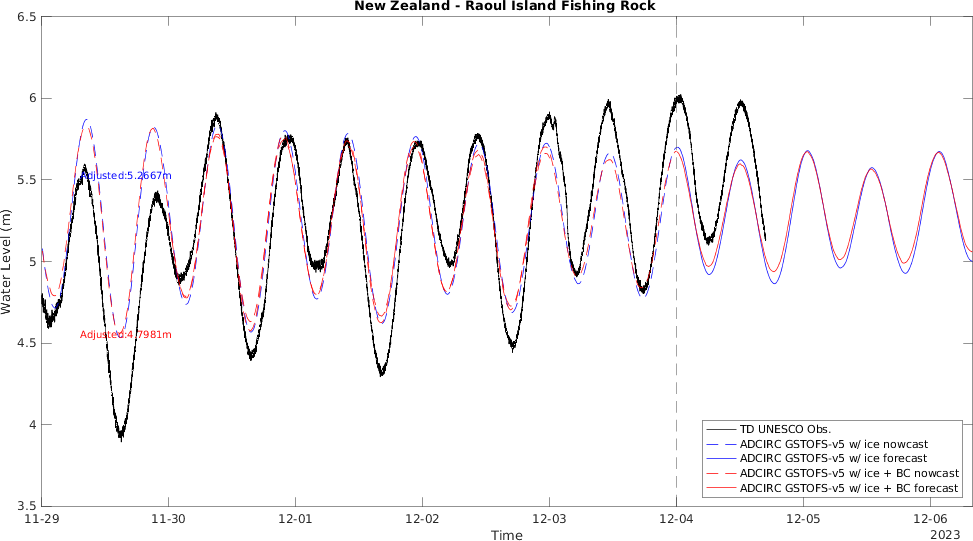 New Zealand - Raoul Island Fishing Rock
6.5
6
5.5
5
4.5
4
3.5
Water Level (m)
Adjusted:5.2667m
Adjusted:4.7981m
TD UNESCO Obs.
ADCIRC GSTOFS-v5 w/ ice nowcast
ADCIRC GSTOFS-v5 w/ ice forecast
ADCIRC GSTOFS-v5 w/ ice + BC nowcast
ADCIRC GSTOFS-v5 w/ ice + BC forecast
11-29 11-30 12-01 12-02 12-03 12-04 12-05 12-06
Time
2023